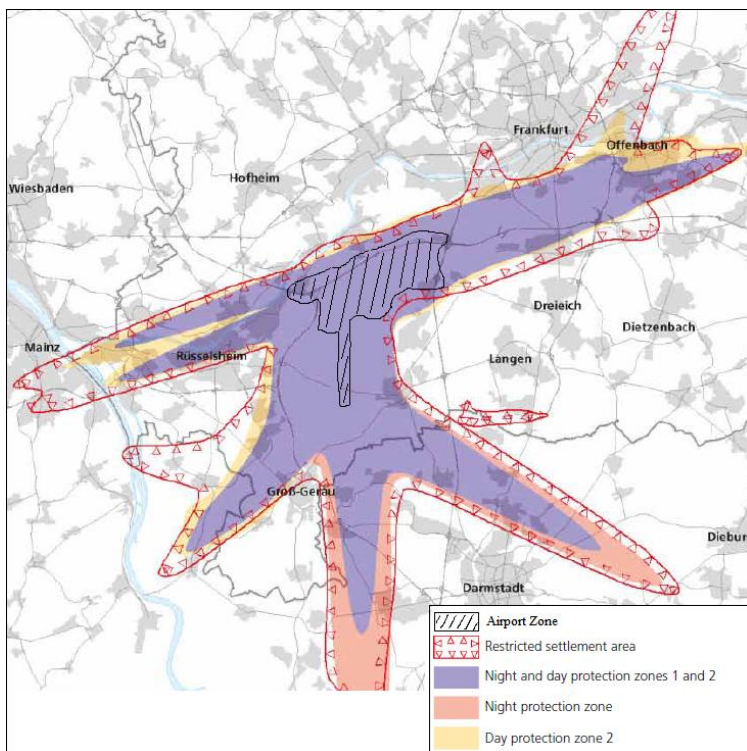 Frankfurt
Offenbach
Wiesbaden
Hofheim
Dreieich
Dietzenbach
Mainz
Rüsselsheim
Langen
Groß-Gerau
Diebur
Darmstadt
Airport Zone
Restricted settlement area
Night and day protection zones 1 and 2
Night protection zone
Day protection zone 2